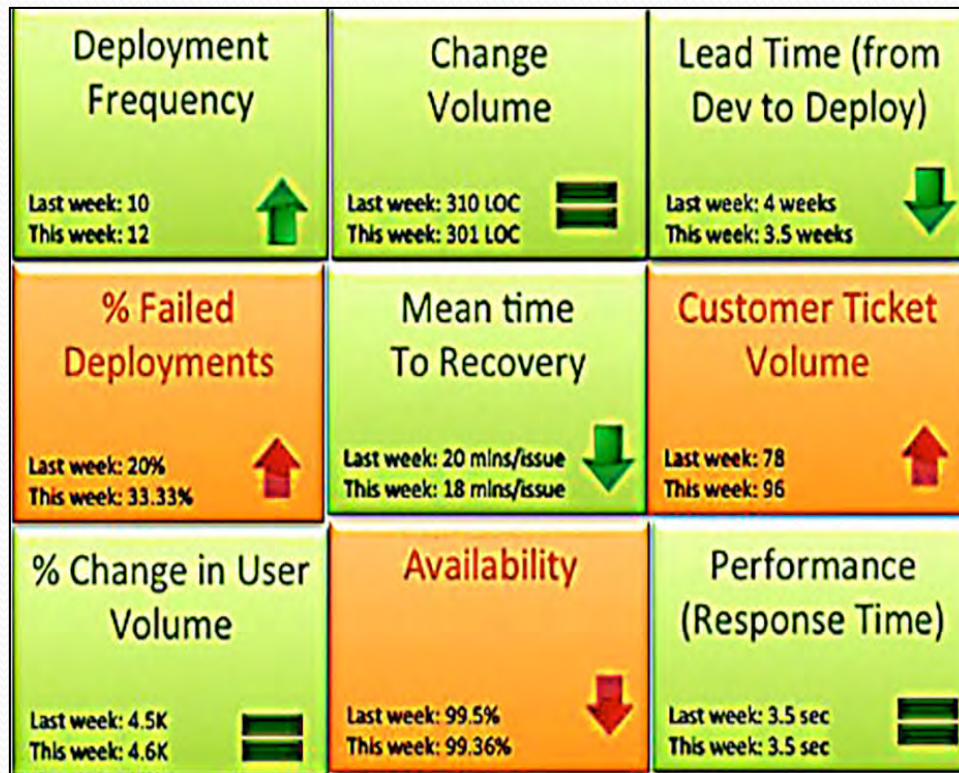 Deployment
Frequency
Last week: 10
This week: 12
Change
Volume
Last week: 310 LOC
This week: 301 LOC
Lead Time (from
Dev to Deploy)
Last week: 4 weeks
This week: 3.5 weeks
% Failed
Deployments
Last week: 20%
This week: 33.33%
Mean time
To Recovery
Last week: 20 mins/issue
This week: 18 mins/issue
Customer Ticket
Volume
Last week: 78
This week: 96
% Change in User
Volume
Last week: 4.5K
This week: 4.6K
Availability
Last week: 99.5%
This week: 99.36%
Performance
(Response Time)
Last week: 3.5 sec
This week: 3.5 sec